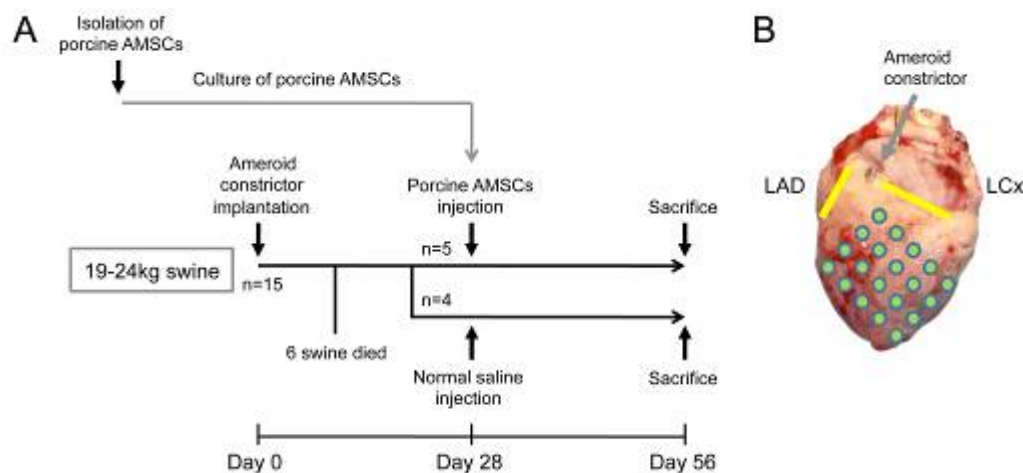 A
Isolation of
porcine AMSCs
Culture of porcine AMSCs
Ameroid
constrictor
implantation
Porcine AMSCs
injection
Sacrifice
19-24kg swine
n=15
n=5
n=4
6 swine died
Normal saline
injection
Sacrifice
Day 0
Day 28
Day 56
B
Ameroid
constrictor
LAD
LCx